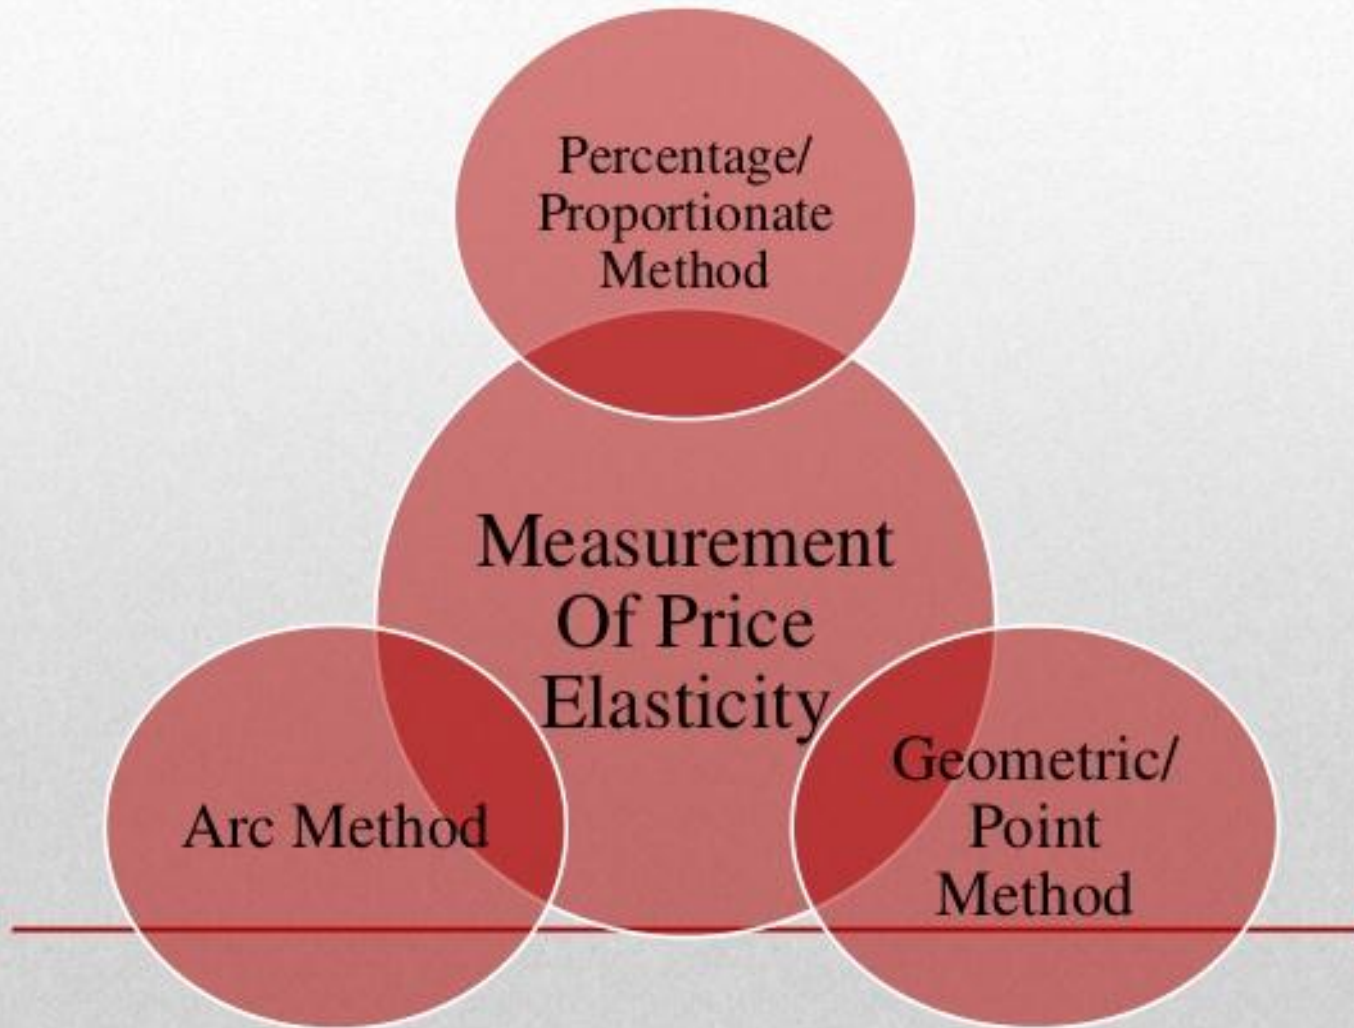 Percentage/
Proportionate
Method
Measurement
Of Price
Elasticity
Arc Method
Geometric/
Point
Method